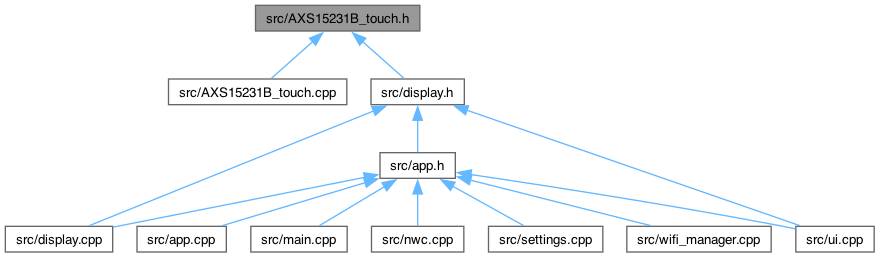 src/AXS15231B_touch.h
src/AXS15231B_touch.cpp
src/display.h
src/app.h
src/display.cpp
src/app.cpp
src/main.cpp
src/nwc.cpp
src/settings.cpp
src/wifi_manager.cpp
src/ui.cpp